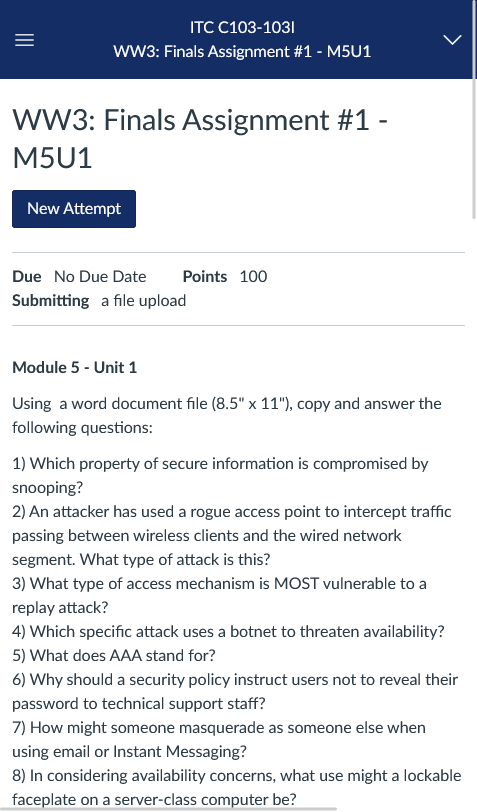 ITC C103-103I
WW3: Finals Assignment #1 - M5U1
WW3: Finals Assignment #1 -
M5U1
New Attempt
Due No Due Date Points 100
Submitting a file upload
Module 5 - Unit 1
Using a word document file (8.5" x 11"), copy and answer the
following questions:
1) Which property of secure information is compromised by
snooping?
2) An attacker has used a rogue access point to intercept traffic
passing between wireless clients and the wired network
segment. What type of attack is this?
3) What type of access mechanism is MOST vulnerable to a
replay attack?
4) Which specific attack uses a botnet to threaten availability?
5) What does AAA stand for?
6) Why should a security policy instruct users not to reveal their
password to technical support staff?
7) How might someone masquerade as someone else when
using email or Instant Messaging?
8) In considering availability concerns, what use might a lockable
faceplate on a server-class computer be?